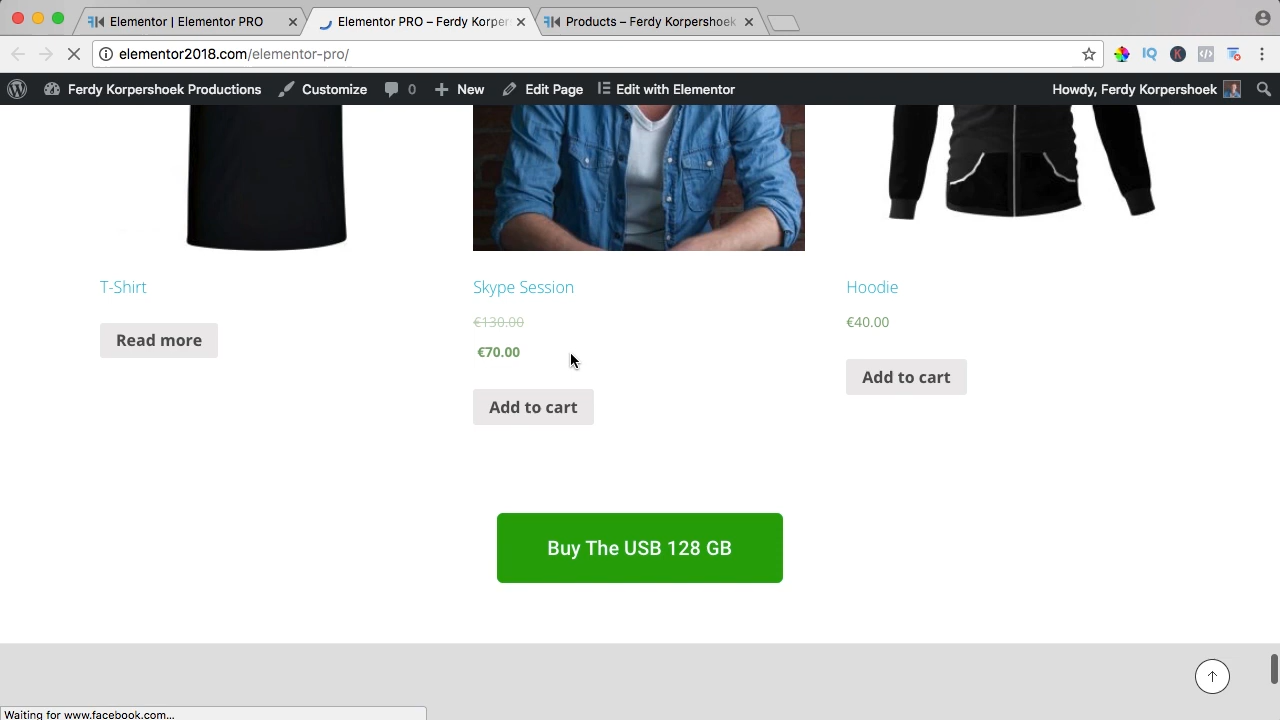 Elementor | Elementor PRO
Elementor PRO – Ferdy Korper
Products – Ferdy Korpershoek
elementor2018.com/elementor-pro/
Ferdy Korpershoek Productions
Customize
0
New
Edit Page
Edit with Elementor
Howdy, Ferdy Korpershoek
T-Shirt
Skype Session
Hoodie
€130.00
€40.00
Read more
€70.00
Add to cart
Add to cart
Buy The USB 128 GB
Waiting for www.facebook.com...